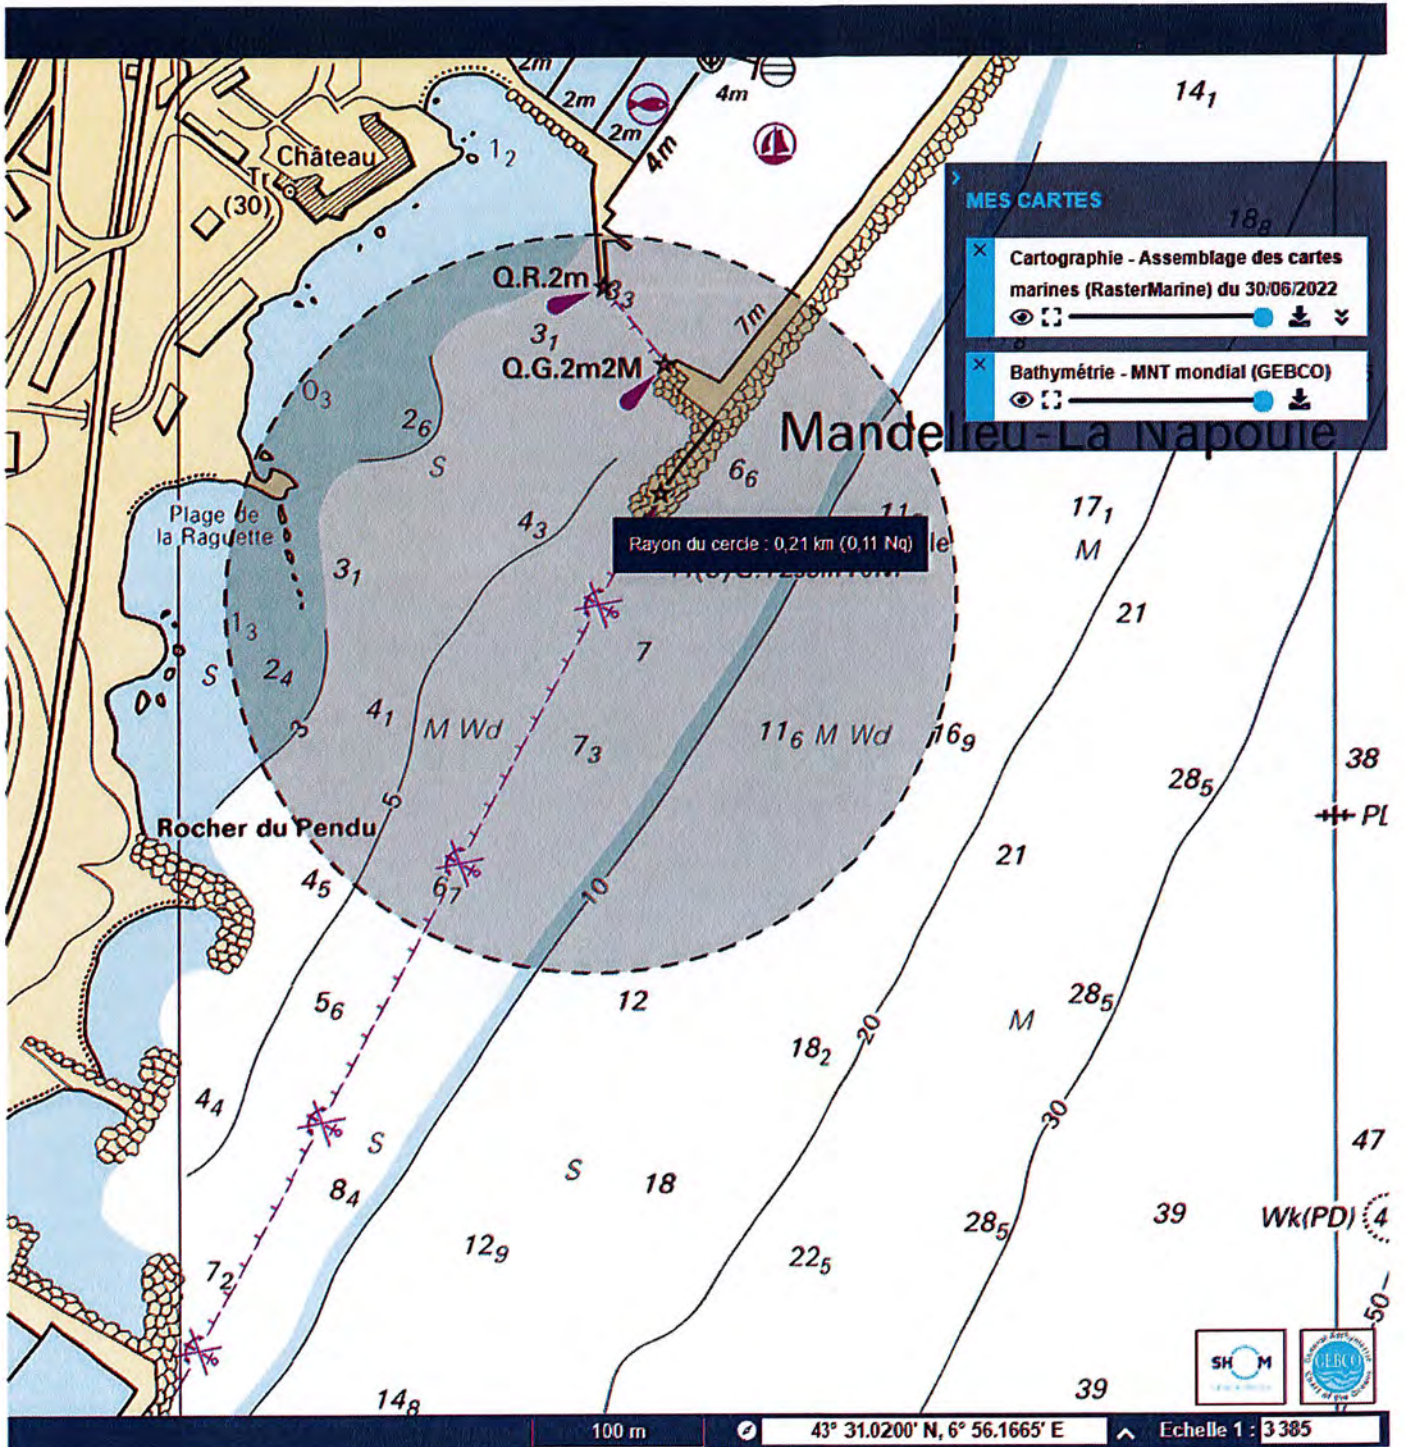 2m
2m
2m
4m
4m
14₁
1₂
Château
Tr
(30)
MES CARTES
18₈
Cartographie - Assemblage des cartes
marines (RasterMarine) du 30/06/2022
Bathymétrie - MNT mondial (GEBCO)
Q.R.2m
3₃
3₁
7m
Q.G.2m2M
0₃
2₆
S
Mandelieu-La Napoule
6₆
Plage de
la Raguette
4₃
17₁
M
Rayon du cercle : 0,21 km (0,11 Nq)
le
3₁
1₃
7
21
S
2₄
4₁
M Wd
7₃
11₆ M Wd
16₉
3
38
28₅
5
PL
Rocher du Pendu
21
4₅
6₇
10
5₆
12
28₅
M
18₂
20
4₄
30
S
47
S
8₄
18
39
28₅
Wk(PD) 4
12₉
22₅
7₂
50
SHOM
GEBCO
14₈
39
100 m
43° 31.0200' N, 6° 56.1665' E
Echelle 1 : 3 385